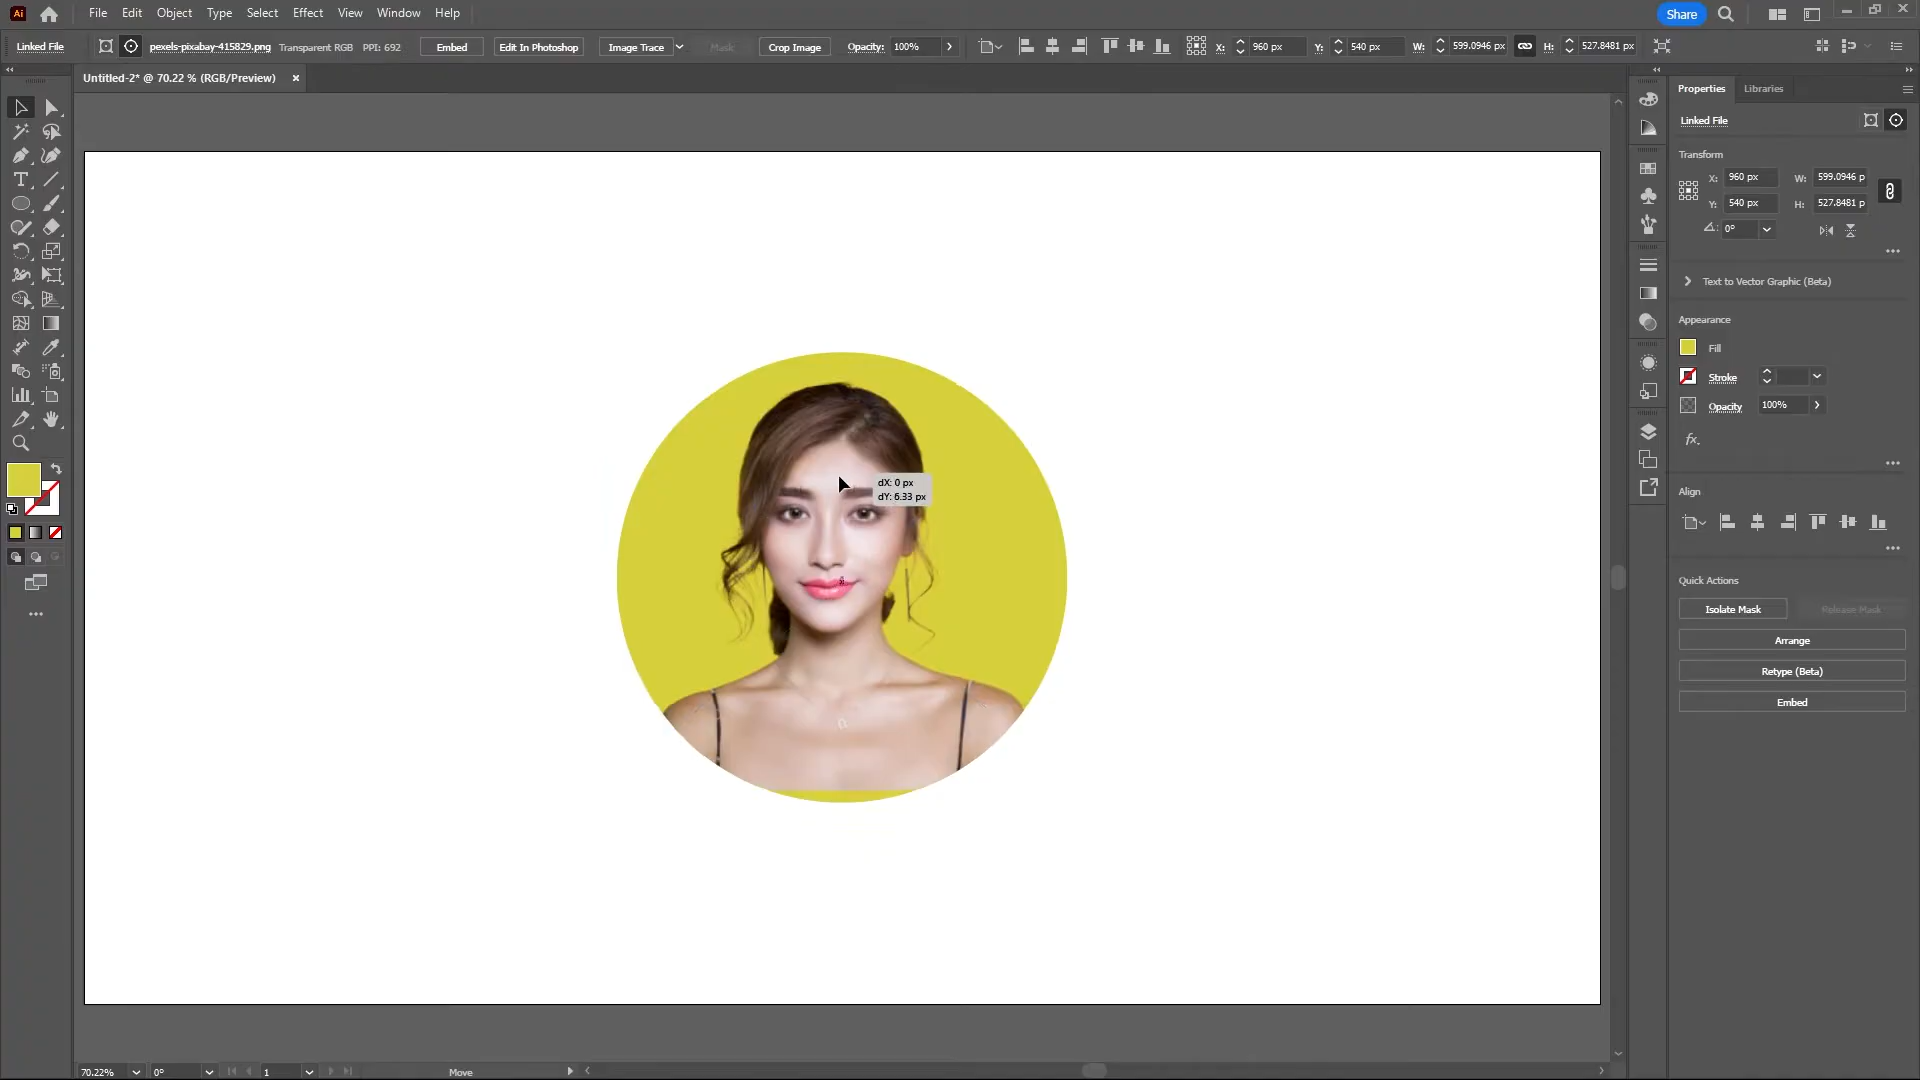 Ai File Edit Object Type Select Effect View Window Help Share
Linked File pexels-pixabay-415829.png Transparent RGB PPI: 692 Embed Edit In Photoshop Image Trace Mask Crop Image Opacity: 100% X: 960 px Y: 540 px W: 599.0946 px H: 527.8481 px
Untitled-2* @ 70.22 % (RGB/Preview) ×
Properties Libraries
Linked File
Transform
X: 960 px W: 599.0946 p
Y: 540 px H: 527.8481 p
0°
Text to Vector Graphic (Beta)
Appearance
Fill
Stroke
Opacity 100%
fx.
dX: 0 px
dY: 6.33 px
Align
Quick Actions
Isolate Mask Release Mask
Arrange
Retype (Beta)
Embed
70.22% 0° 1 Move